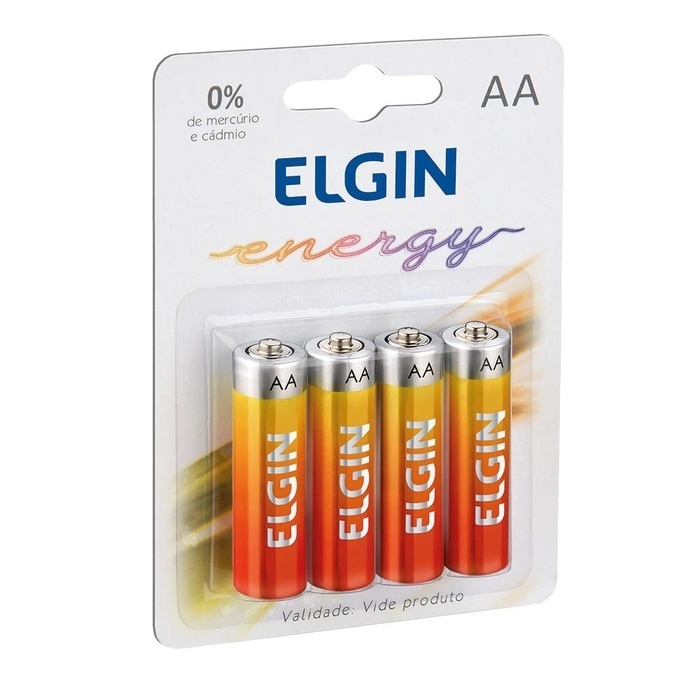 0%
de mercúrio
e cádmio
AA
ELGIN
energy
AA
AA
AA
AA
ELGIN
ELGIN
ELGIN
ELGIN
Validade: Vide produto